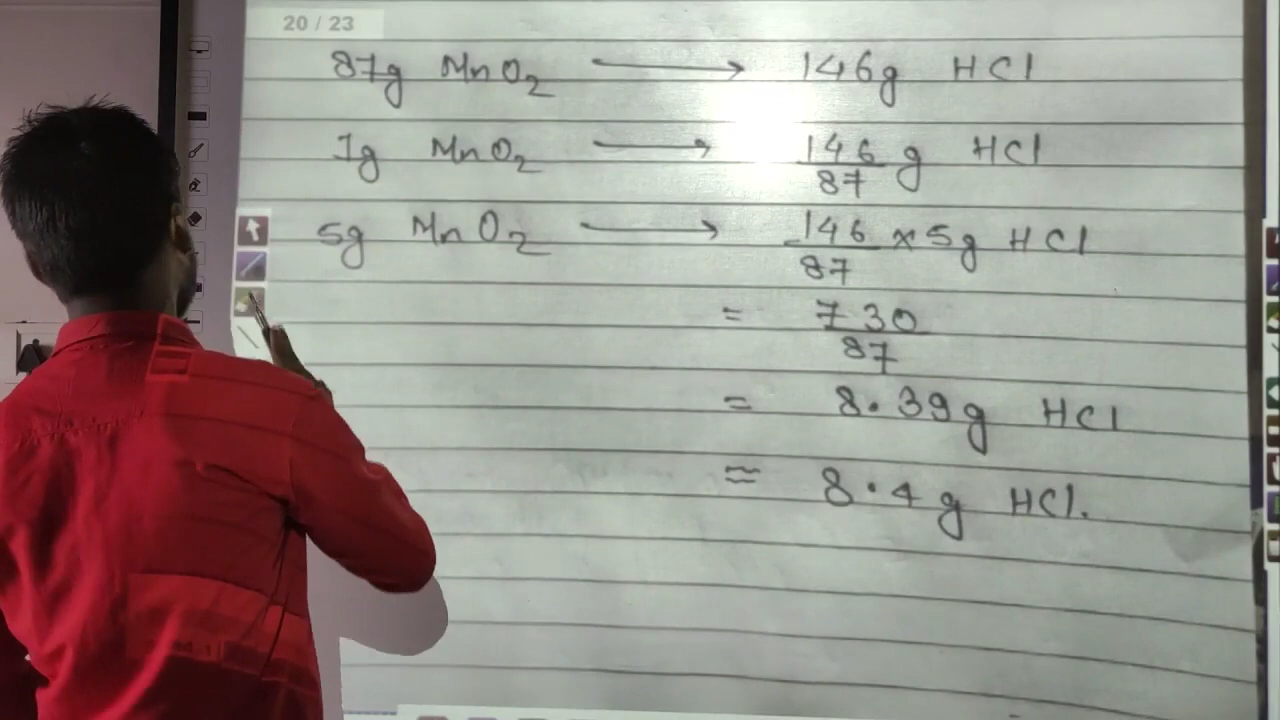 20 / 23
87g MnO₂ ⟶ 146g HCl
1g MnO₂ ⟶ 146/87 g HCl
5g MnO₂ ⟶ 146/87 × 5g HCl
= 730/87
= 8.39g HCl
≈ 8.4g HCl.